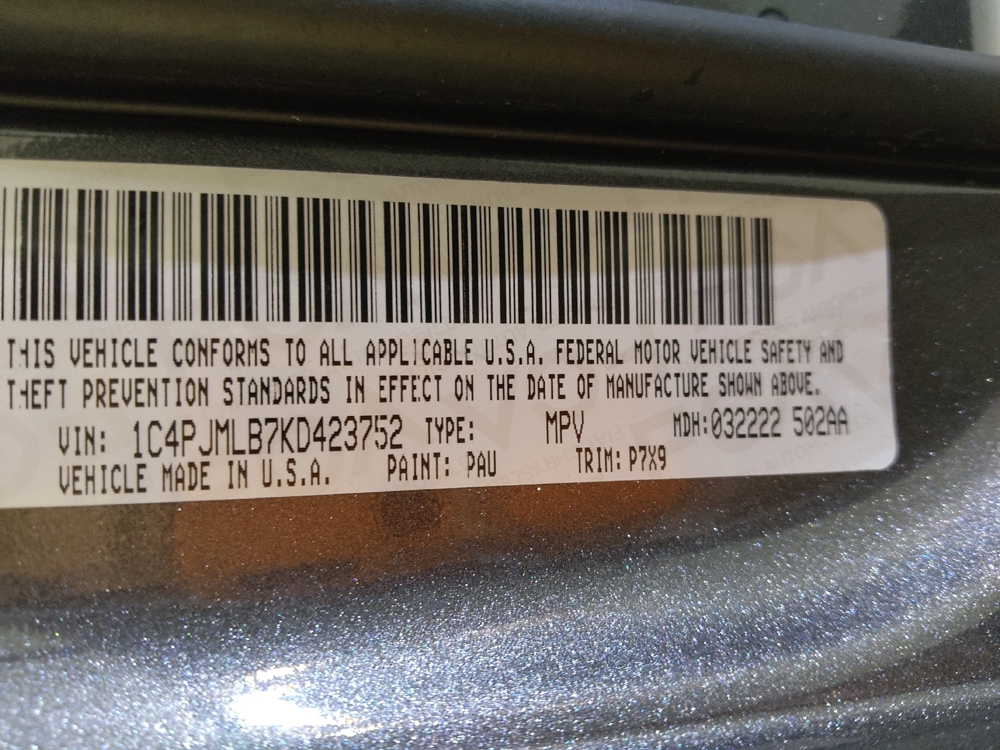 THIS VEHICLE CONFORMS TO ALL APPLICABLE U.S.A. FEDERAL MOTOR VEHICLE SAFETY AND
THEFT PREVENTION STANDARDS IN EFFECT ON THE DATE OF MANUFACTURE SHOWN ABOVE.
VIN: 1C4PJMLB7KD423752 TYPE: MPV MDH:032222 502AA
VEHICLE MADE IN U.S.A. PAINT: PAU TRIM: P7X9